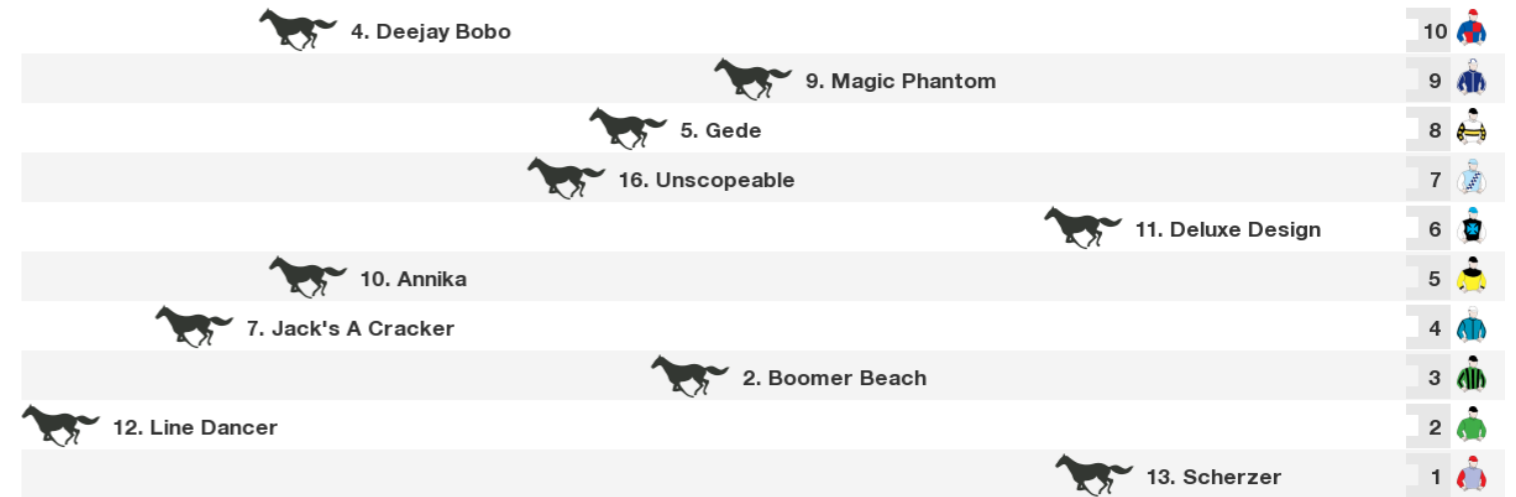 4. Deejay Bobo 10
9. Magic Phantom 9
5. Gede 8
16. Unscopeable 7
11. Deluxe Design 6
10. Annika 5
7. Jack's A Cracker 4
2. Boomer Beach 3
12. Line Dancer 2
13. Scherzer 1